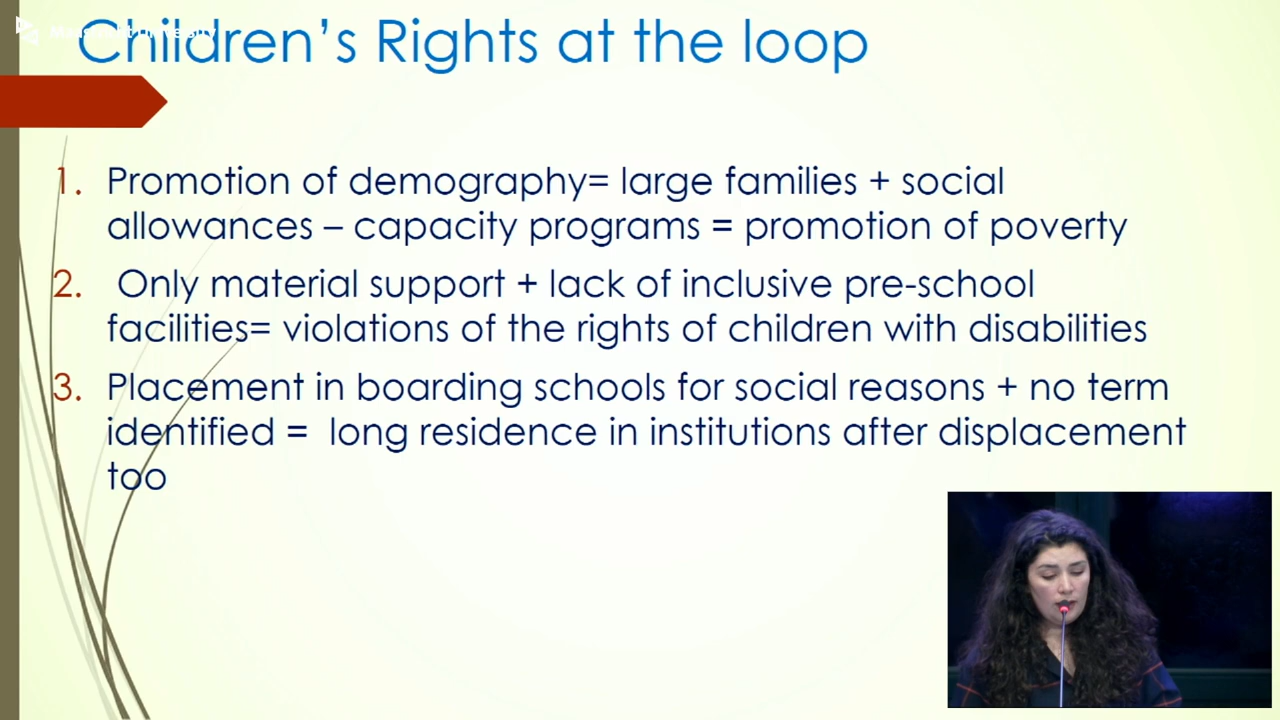 Children's Rights at the loop
1. Promotion of demography= large families + social
allowances – capacity programs = promotion of poverty
2. Only material support + lack of inclusive pre-school
facilities= violations of the rights of children with disabilities
3. Placement in boarding schools for social reasons + no term
identified = long residence in institutions after displacement
too